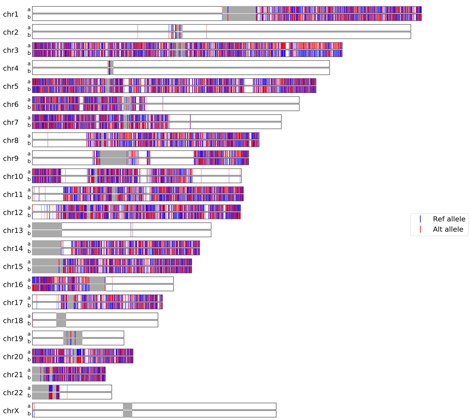 chr1 a
b
chr2 a
b
chr3 a
b
chr4 a
b
chr5 a
b
chr6 a
b
chr7 a
b
chr8 a
b
chr9 a
b
chr10 a
b
chr11 a
b
chr12 a
b
Ref allele
Alt allele
chr13 a
b
chr14 a
b
chr15 a
b
chr16 a
b
chr17 a
b
chr18 a
b
chr19 a
b
chr20 a
b
chr21 a
b
chr22 a
b
chrX a
b